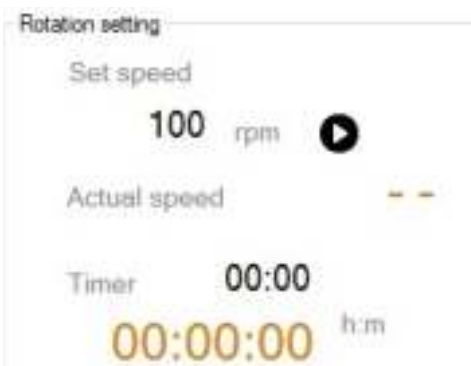 Rotation setting
Set speed
100 rpm
Actual speed
--
Timer 00:00
00:00:00 h:m